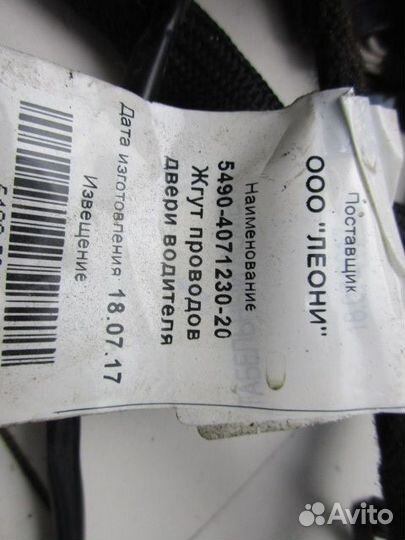 Поставщик
ООО "ЛЕОНИ"
Наименование
5490-4071230-20
Жгут проводов
двери водителя
Дата изготовления 18.07.17
Извещение
Avito